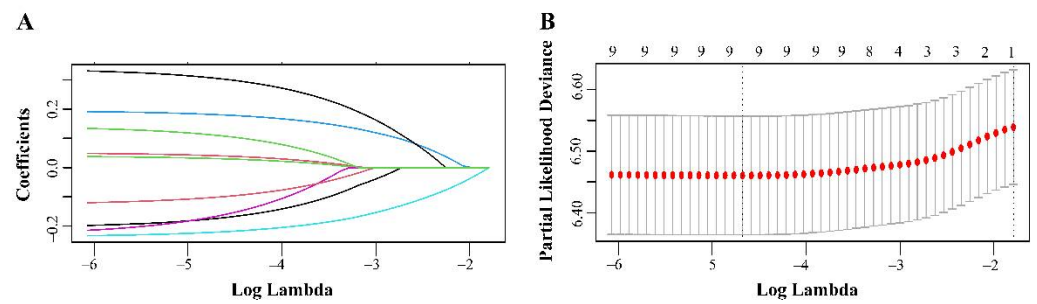 A
Coefficients
0.2
0.0
−0.2
−6 −5 −4 −3 −2
Log Lambda
B
9 9 9 9 9 9 9 9 9 8 4 3 3 2 1
Partial Likelihood Deviance
6.60
6.50
6.40
−6 −5 −4 −3 −2
Log Lambda